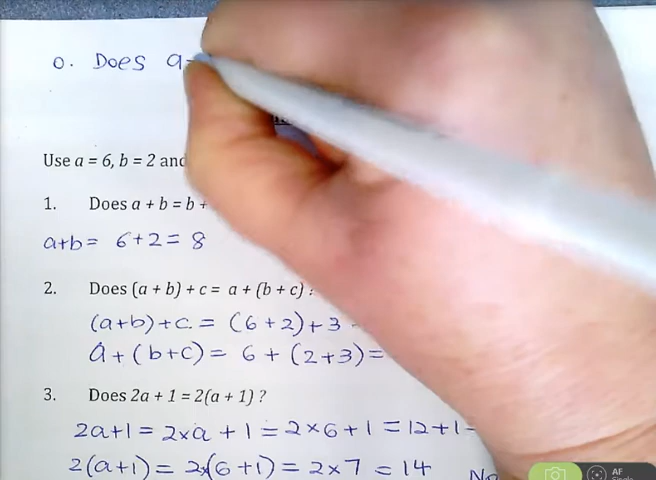 0. Does a
Use a = 6, b = 2 and
1. Does a + b = b +
a+b = 6+2 = 8
2. Does (a + b) + c = a + (b + c) ?
(a+b)+c. = (6+2)+3
a+(b+c) = 6 + (2+3) =
3. Does 2a + 1 = 2(a + 1) ?
2a+1 = 2×a + 1 = 2×6+1 = 12+1
2(a+1) = 2×(6+1) = 2×7 = 14 No
AF